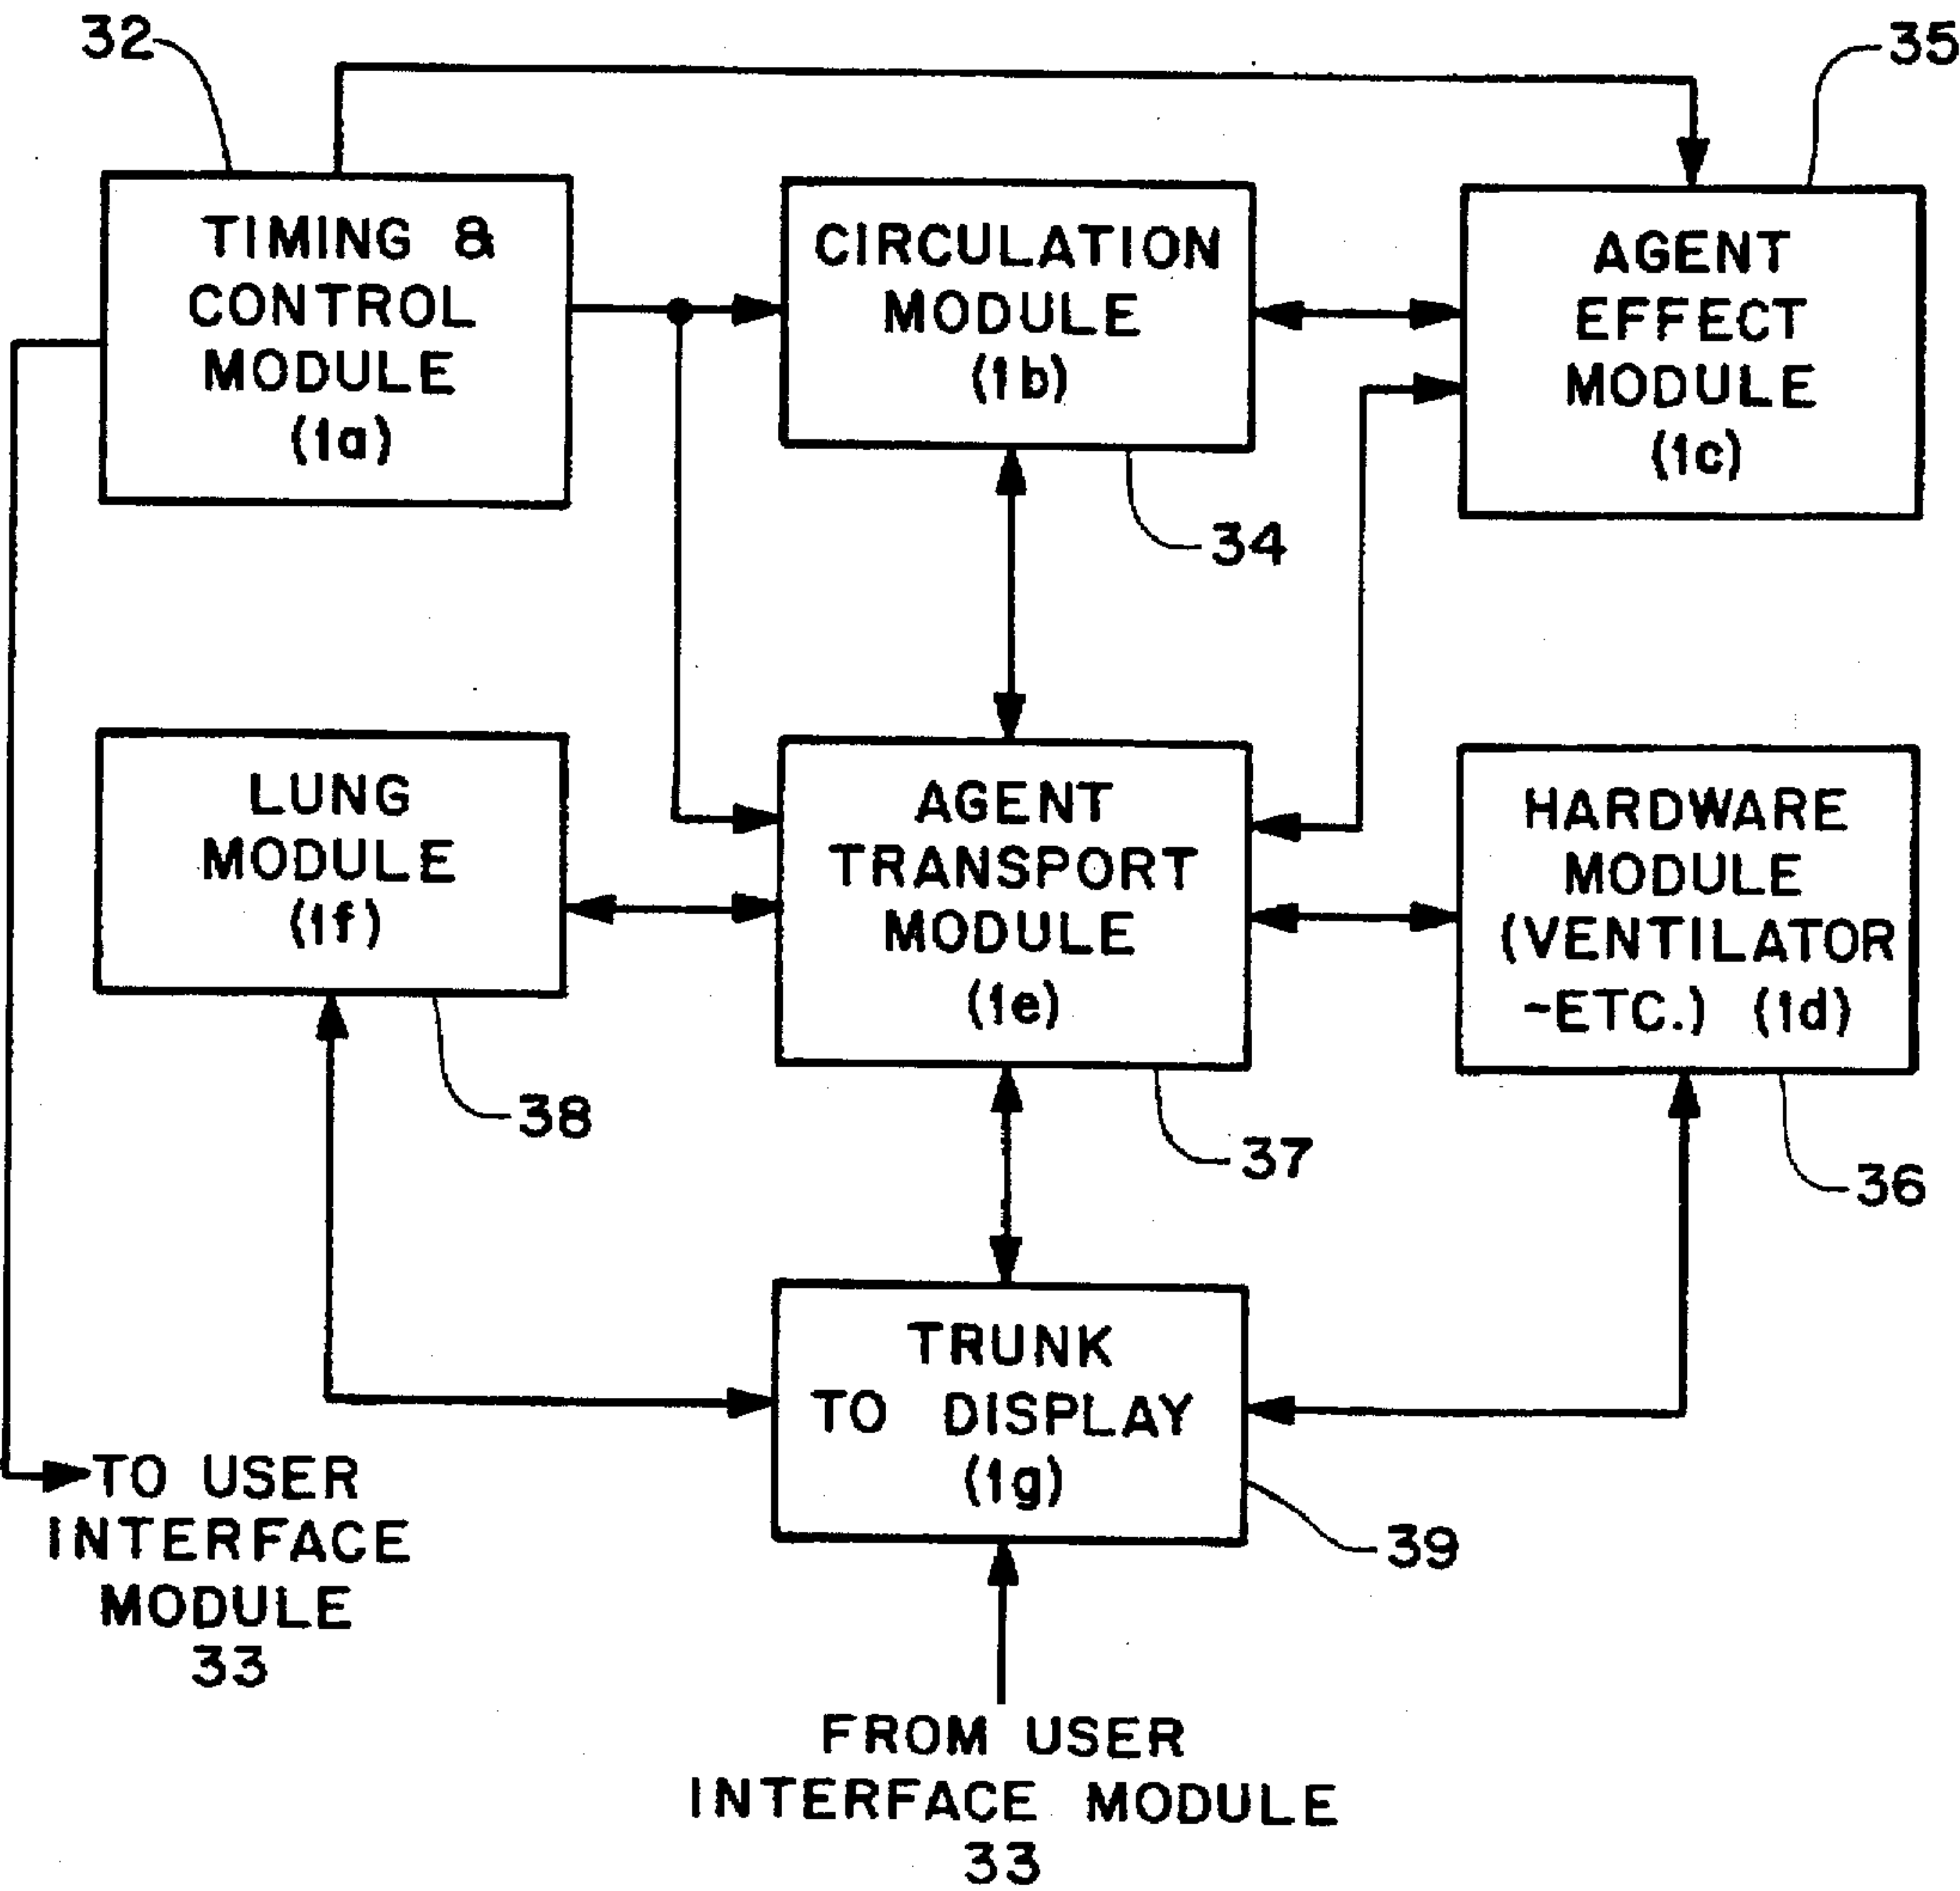 32
35
TIMING &
CONTROL
MODULE
(1a)
CIRCULATION
MODULE
(1b)
AGENT
EFFECT
MODULE
(1c)
34
LUNG
MODULE
(1f)
AGENT
TRANSPORT
MODULE
(1e)
HARDWARE
MODULE
(VENTILATOR
-ETC.) (1d)
38
37
36
TRUNK
TO DISPLAY
(1g)
39
TO USER
INTERFACE
MODULE
33
FROM USER
INTERFACE MODULE
33